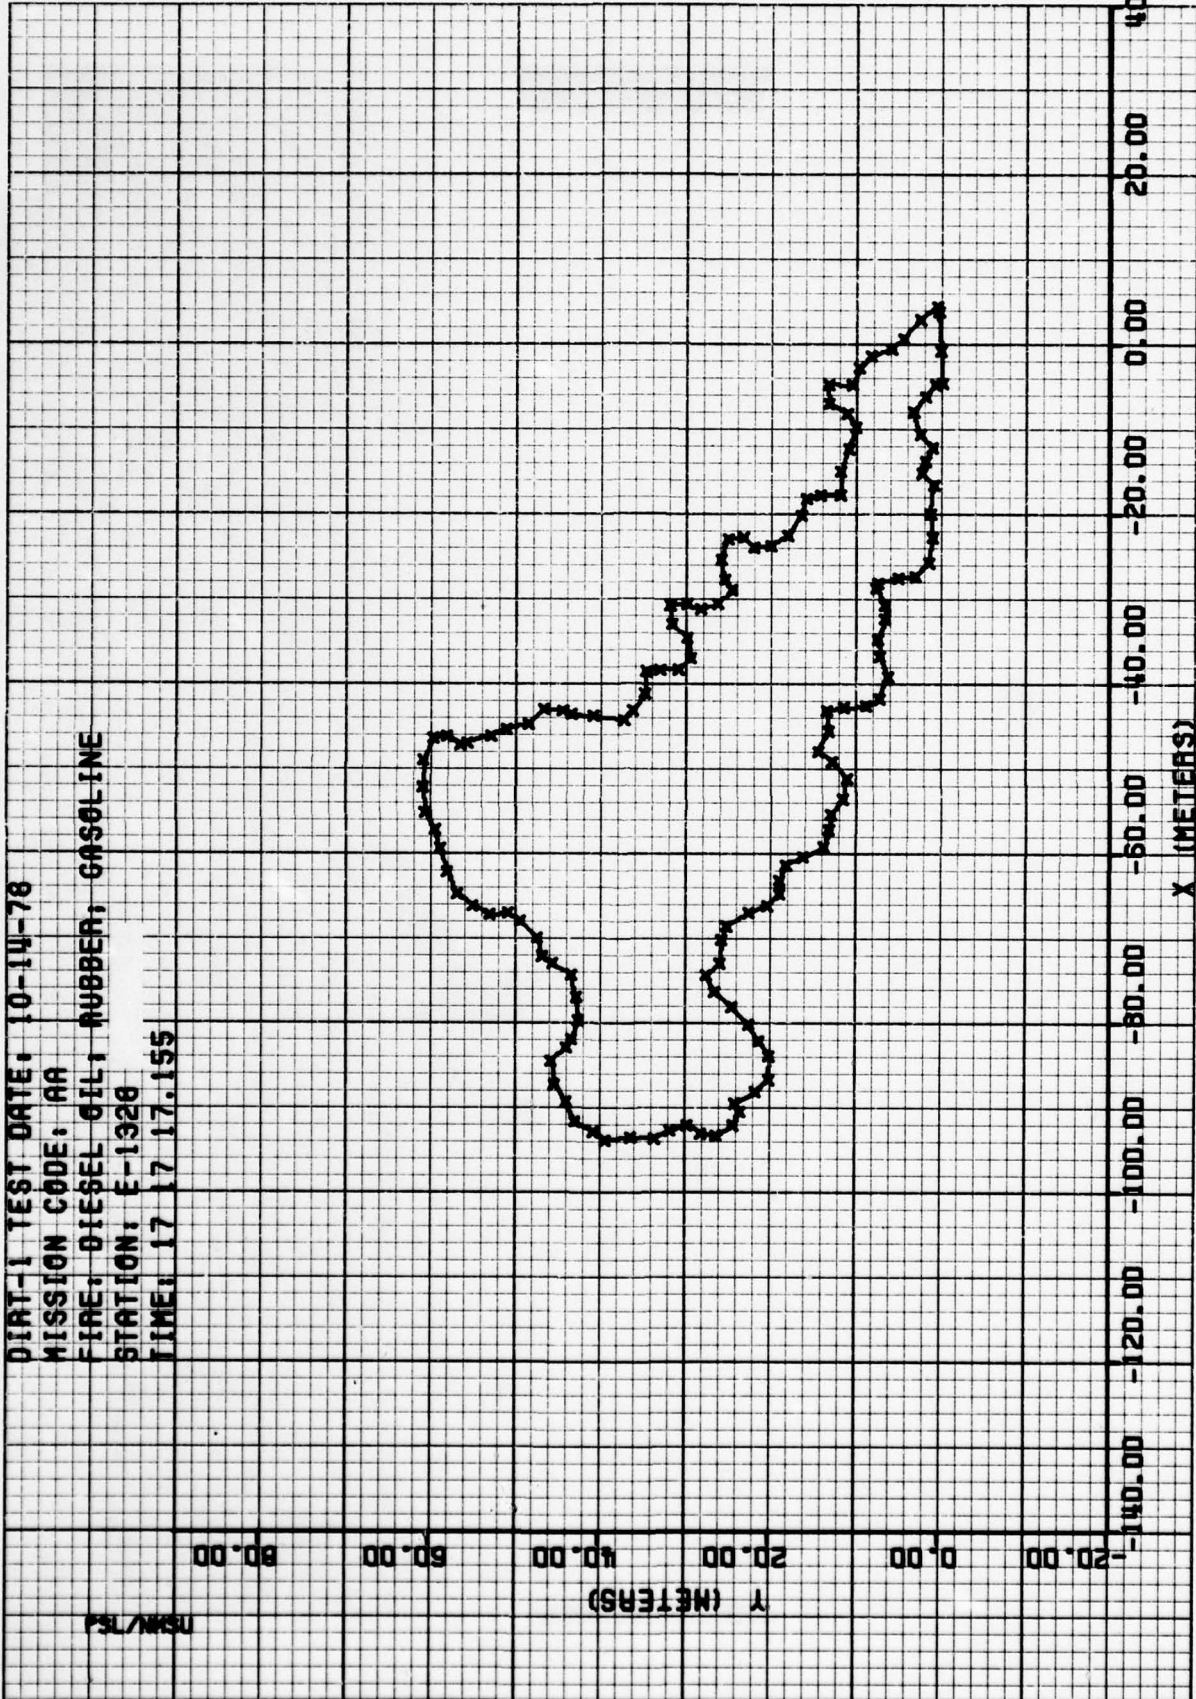 DIRT-1 TEST DATE: 10-14-78
MISSION CODE: AA
FIRE: DIESEL OIL; RUBBER; GASOLINE
STATION: E-1320
TIME: 17 17 17.155
PSL/NMSU
80.00
60.00
40.00
20.00
0.00
-20.00
Y (METERS)
-140.00
-120.00
-100.00
-80.00
-60.00
-40.00
-20.00
0.00
20.00
X (METERS)